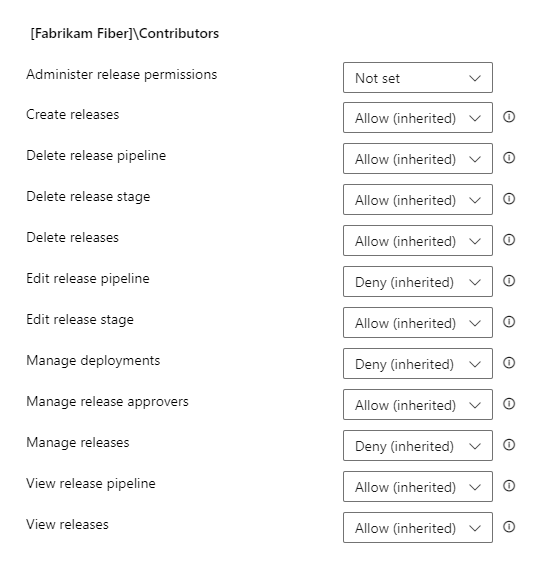 [Fabrikam Fiber]\Contributors
Administer release permissions Not set
Create releases Allow (inherited)
Delete release pipeline Allow (inherited)
Delete release stage Allow (inherited)
Delete releases Allow (inherited)
Edit release pipeline Deny (inherited)
Edit release stage Allow (inherited)
Manage deployments Deny (inherited)
Manage release approvers Allow (inherited)
Manage releases Deny (inherited)
View release pipeline Allow (inherited)
View releases Allow (inherited)